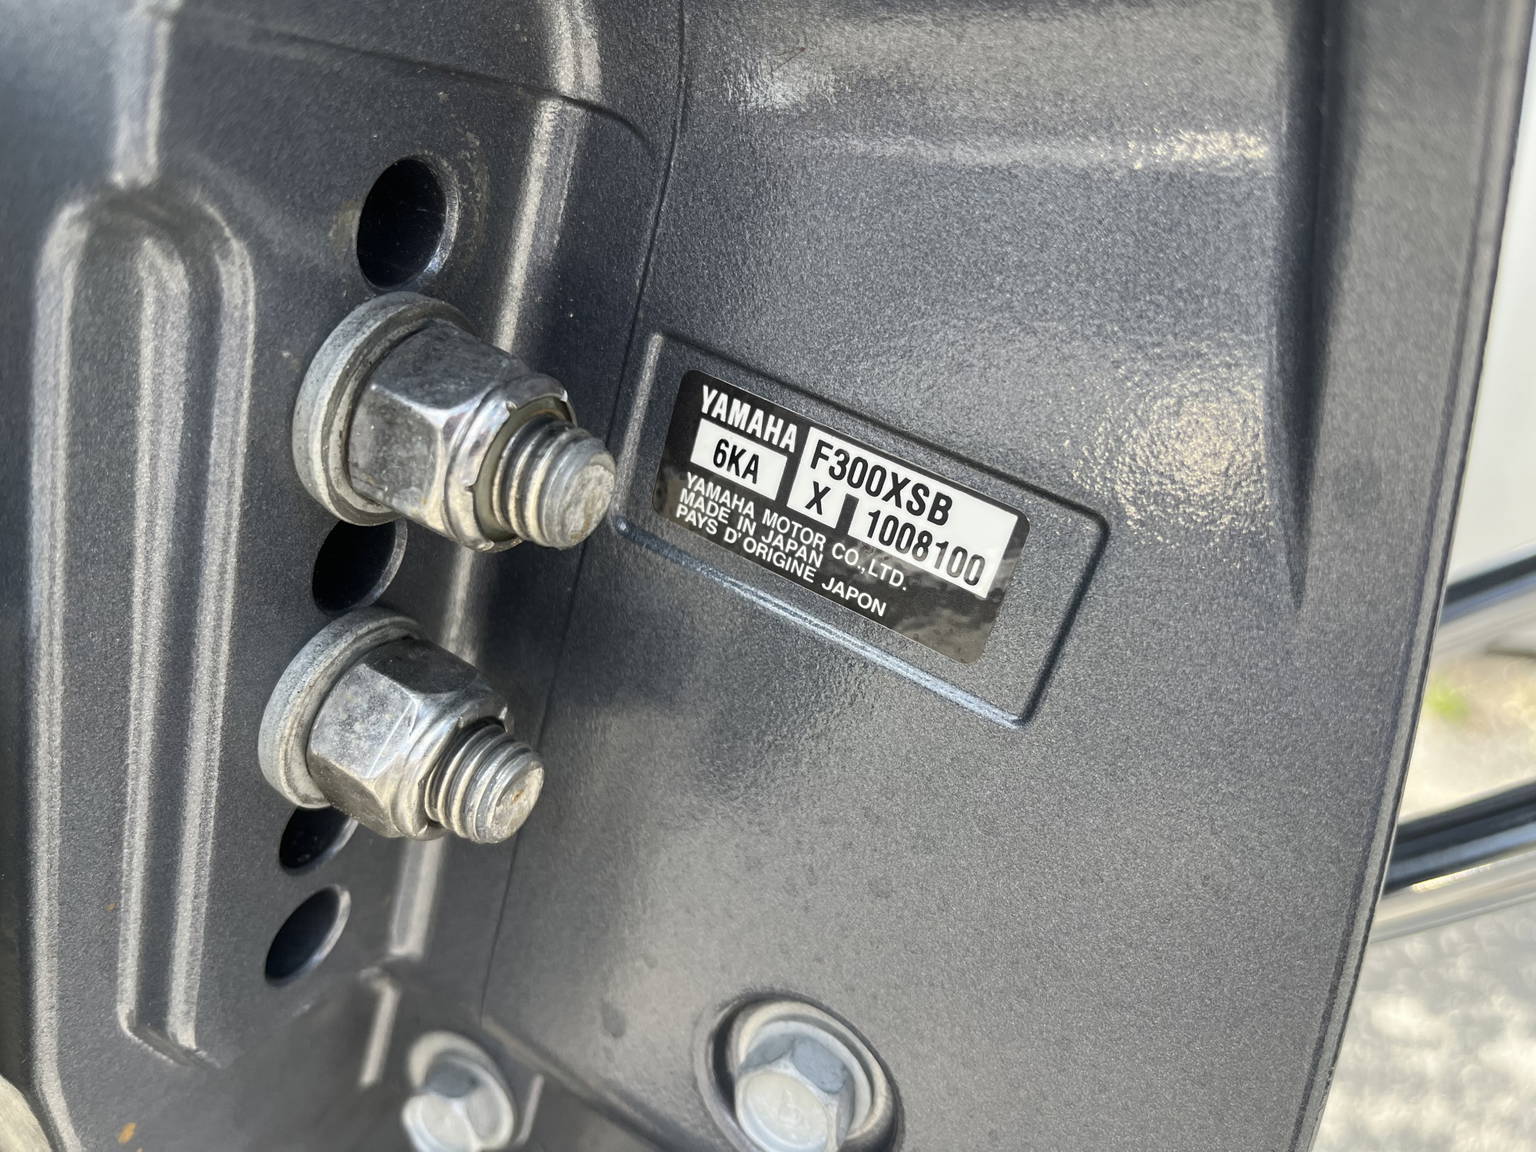 YAMAHA
F300XSB
6KA
X 1008100
YAMAHA MOTOR CO.,LTD.
MADE IN JAPAN
PAYS D'ORIGINE JAPON